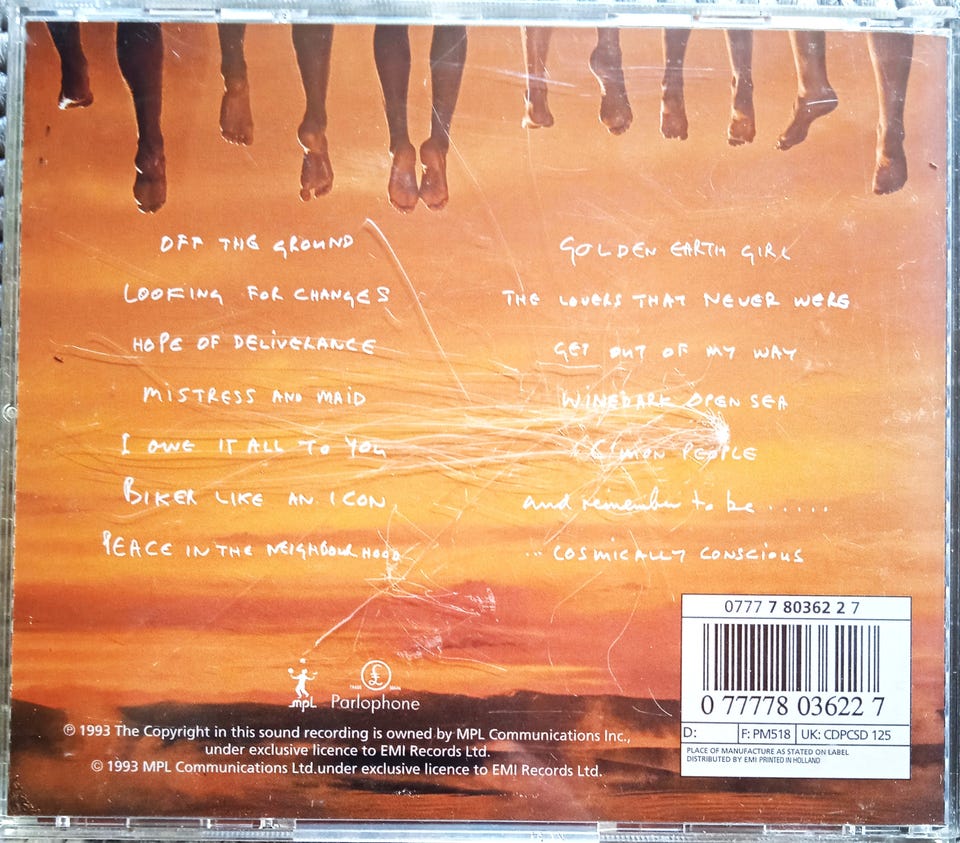 OFF THE GROUND
LOOKING FOR CHANGES
HOPE OF DELIVERANCE
MISTRESS AND MAID
I OWE IT ALL TO YOU
BIKER LIKE AN ICON
PEACE IN THE NEIGHBOURHOOD
GOLDEN EARTH GIRL
THE LOVERS THAT NEVER WERE
GET OUT OF MY WAY
WINEDARK OPEN SEA
C'MON PEOPLE
and remember to be .....
... COSMICALLY CONSCIOUS
mpL
TRADE £ MARK
Parlophone
℗ 1993 The Copyright in this sound recording is owned by MPL Communications Inc.,
under exclusive licence to EMI Records Ltd.
© 1993 MPL Communications Ltd.under exclusive licence to EMI Records Ltd.
0777 7 80362 2 7
0 77778 03622 7
D: F: PM518 UK: CDPCSD 125
PLACE OF MANUFACTURE AS STATED ON LABEL
DISTRIBUTED BY EMI PRINTED IN HOLLAND